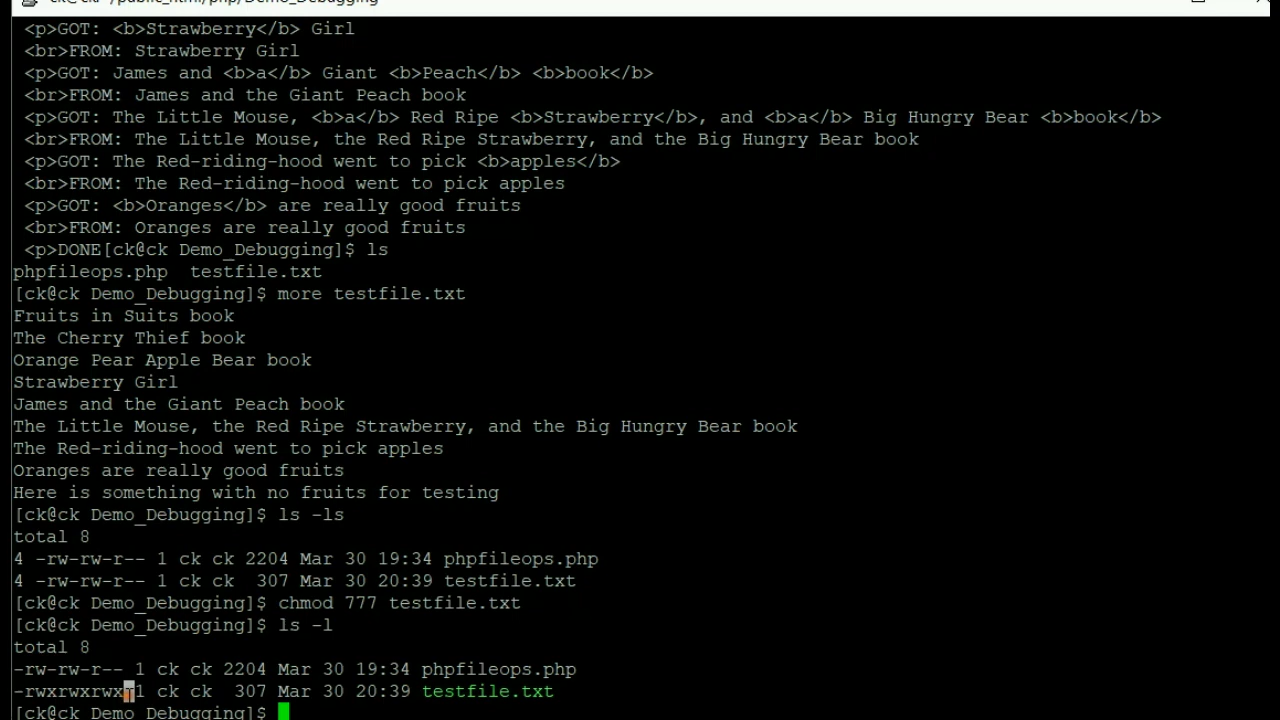 ck@ck:~/public_html/php/Demo_Debugging
<p>GOT: <b>Strawberry</b> Girl
<br>FROM: Strawberry Girl
<p>GOT: James and <b>a</b> Giant <b>Peach</b> <b>book</b>
<br>FROM: James and the Giant Peach book
<p>GOT: The Little Mouse, <b>a</b> Red Ripe <b>Strawberry</b>, and <b>a</b> Big Hungry Bear <b>book</b>
<br>FROM: The Little Mouse, the Red Ripe Strawberry, and the Big Hungry Bear book
<p>GOT: The Red-riding-hood went to pick <b>apples</b>
<br>FROM: The Red-riding-hood went to pick apples
<p>GOT: <b>Oranges</b> are really good fruits
<br>FROM: Oranges are really good fruits
<p>DONE[ck@ck Demo_Debugging]$ ls
phpfileops.php  testfile.txt
[ck@ck Demo_Debugging]$ more testfile.txt
Fruits in Suits book
The Cherry Thief book
Orange Pear Apple Bear book
Strawberry Girl
James and the Giant Peach book
The Little Mouse, the Red Ripe Strawberry, and the Big Hungry Bear book
The Red-riding-hood went to pick apples
Oranges are really good fruits
Here is something with no fruits for testing
[ck@ck Demo_Debugging]$ ls -ls
total 8
4 -rw-rw-r-- 1 ck ck 2204 Mar 30 19:34 phpfileops.php
4 -rw-rw-r-- 1 ck ck  307 Mar 30 20:39 testfile.txt
[ck@ck Demo_Debugging]$ chmod 777 testfile.txt
[ck@ck Demo_Debugging]$ ls -l
total 8
-rw-rw-r-- 1 ck ck 2204 Mar 30 19:34 phpfileops.php
-rwxrwxrwx 1 ck ck  307 Mar 30 20:39 testfile.txt
[ck@ck Demo_Debugging]$